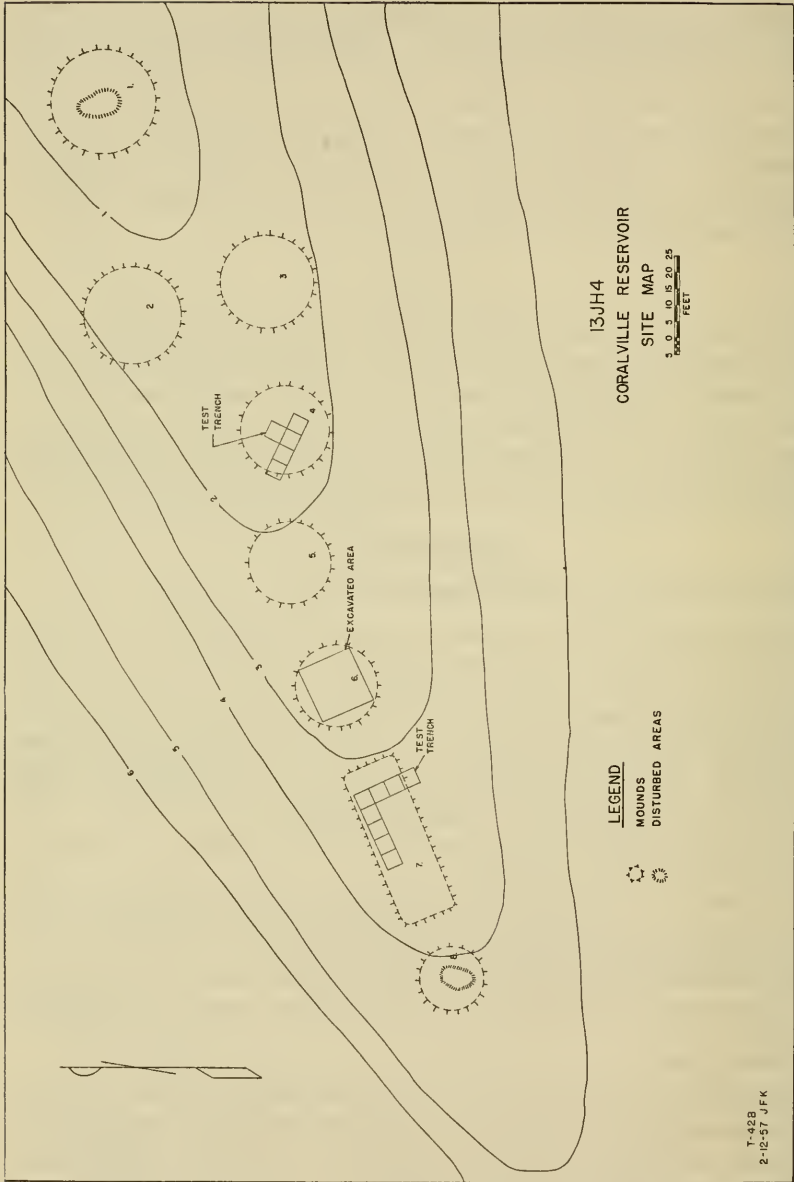 1.
1
2
3
TEST
TRENCH
4
2
5.
EXCAVATED AREA
6.
3
4
5
6
TEST
TRENCH
7.
8.
13JH4
CORALVILLE RESERVOIR
SITE MAP
5 0 5 10 15 20 25
FEET
LEGEND
MOUNDS
DISTURBED AREAS
T-42B
2-12-57 JFK